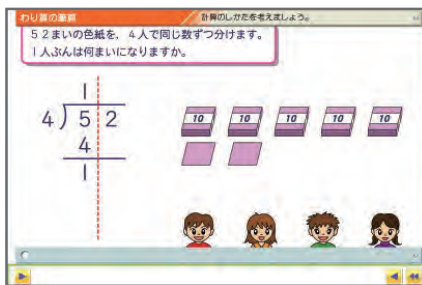 わり算の筆算
計算のしかたを考えましょう。
52まいの色紙を、4人で同じ数ずつ分けます。
1人ぶんは何まいになりますか。
1
4)52
4
1
10 10 10 10 10